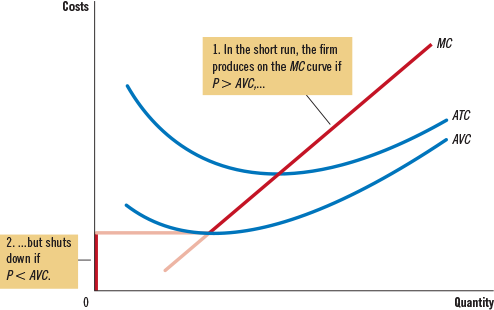 Costs
1. In the short run, the firm
produces on the MC curve if
P > AVC,...
MC
ATC
AVC
2. ...but shuts
down if
P < AVC.
0
Quantity